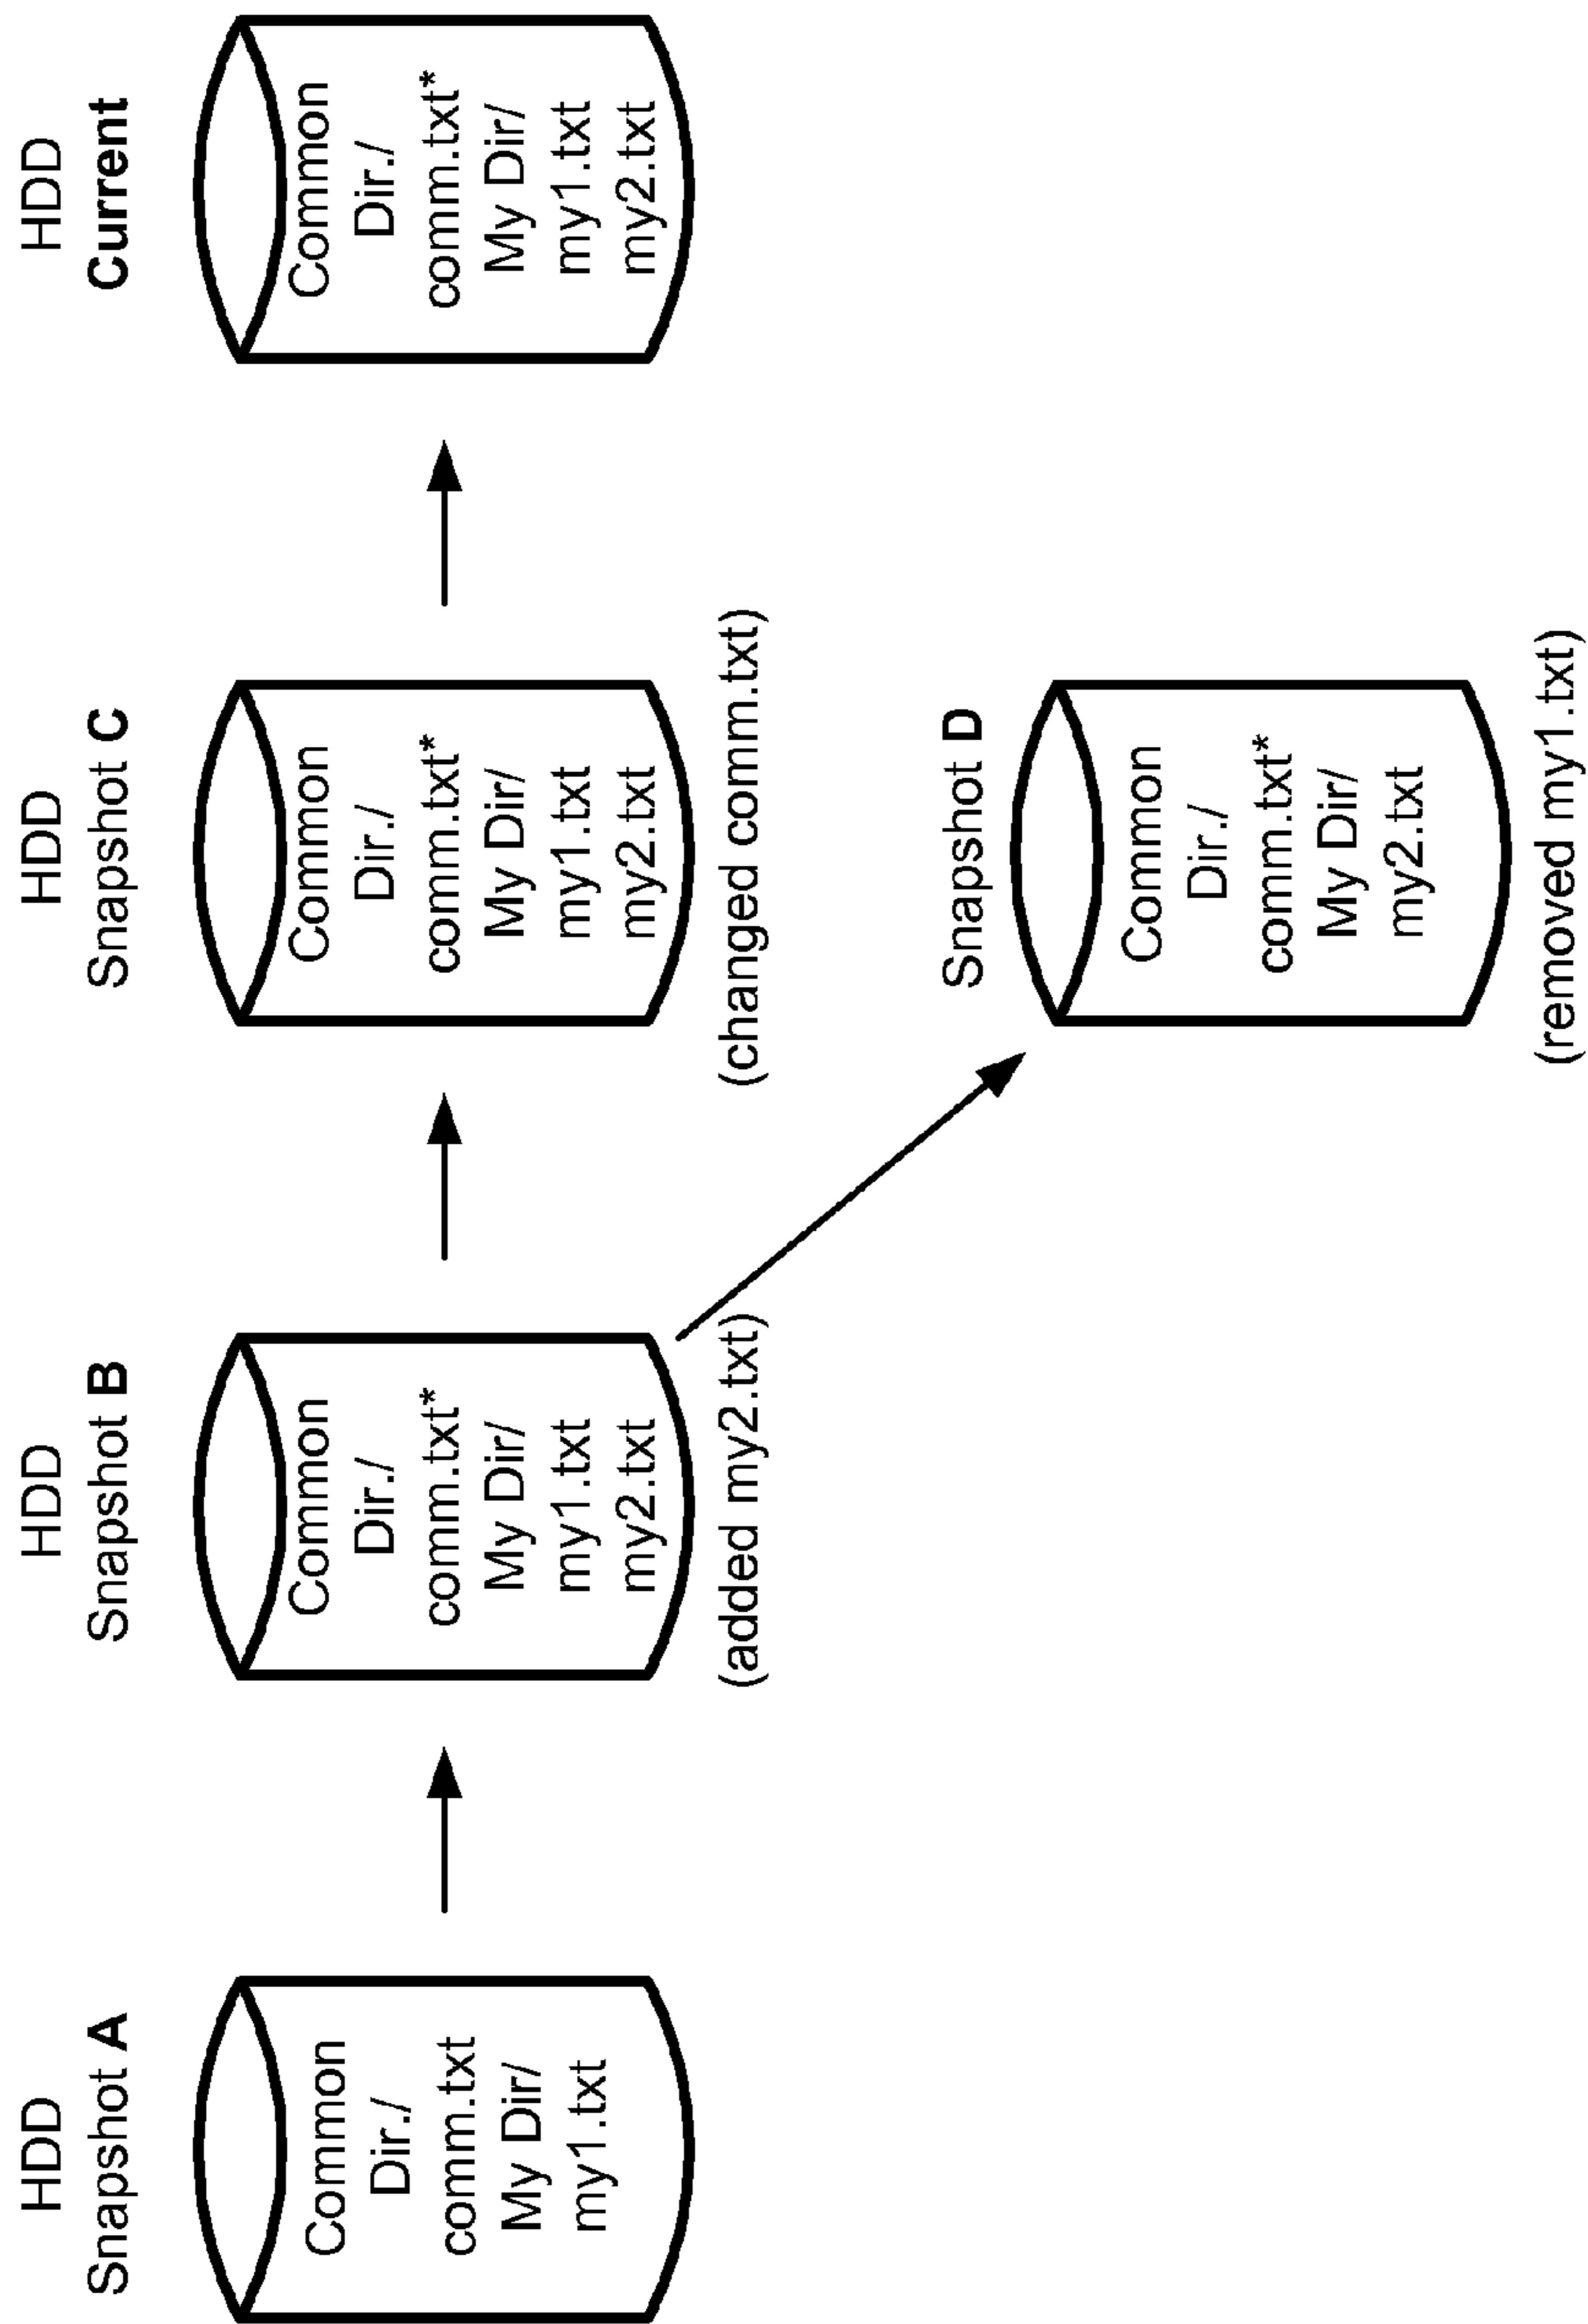 HDD
Snapshot A
Common
Dir./
comm.txt
My Dir/
my1.txt
HDD
Snapshot B
Common
Dir./
comm.txt*
My Dir/
my1.txt
my2.txt
(added my2.txt)
HDD
Snapshot C
Common
Dir./
comm.txt*
My Dir/
my1.txt
my2.txt
(changed comm.txt)
HDD
Current
Common
Dir./
comm.txt*
My Dir/
my1.txt
my2.txt
Snapshot D
Common
Dir./
comm.txt*
My Dir/
my2.txt
(removed my1.txt)